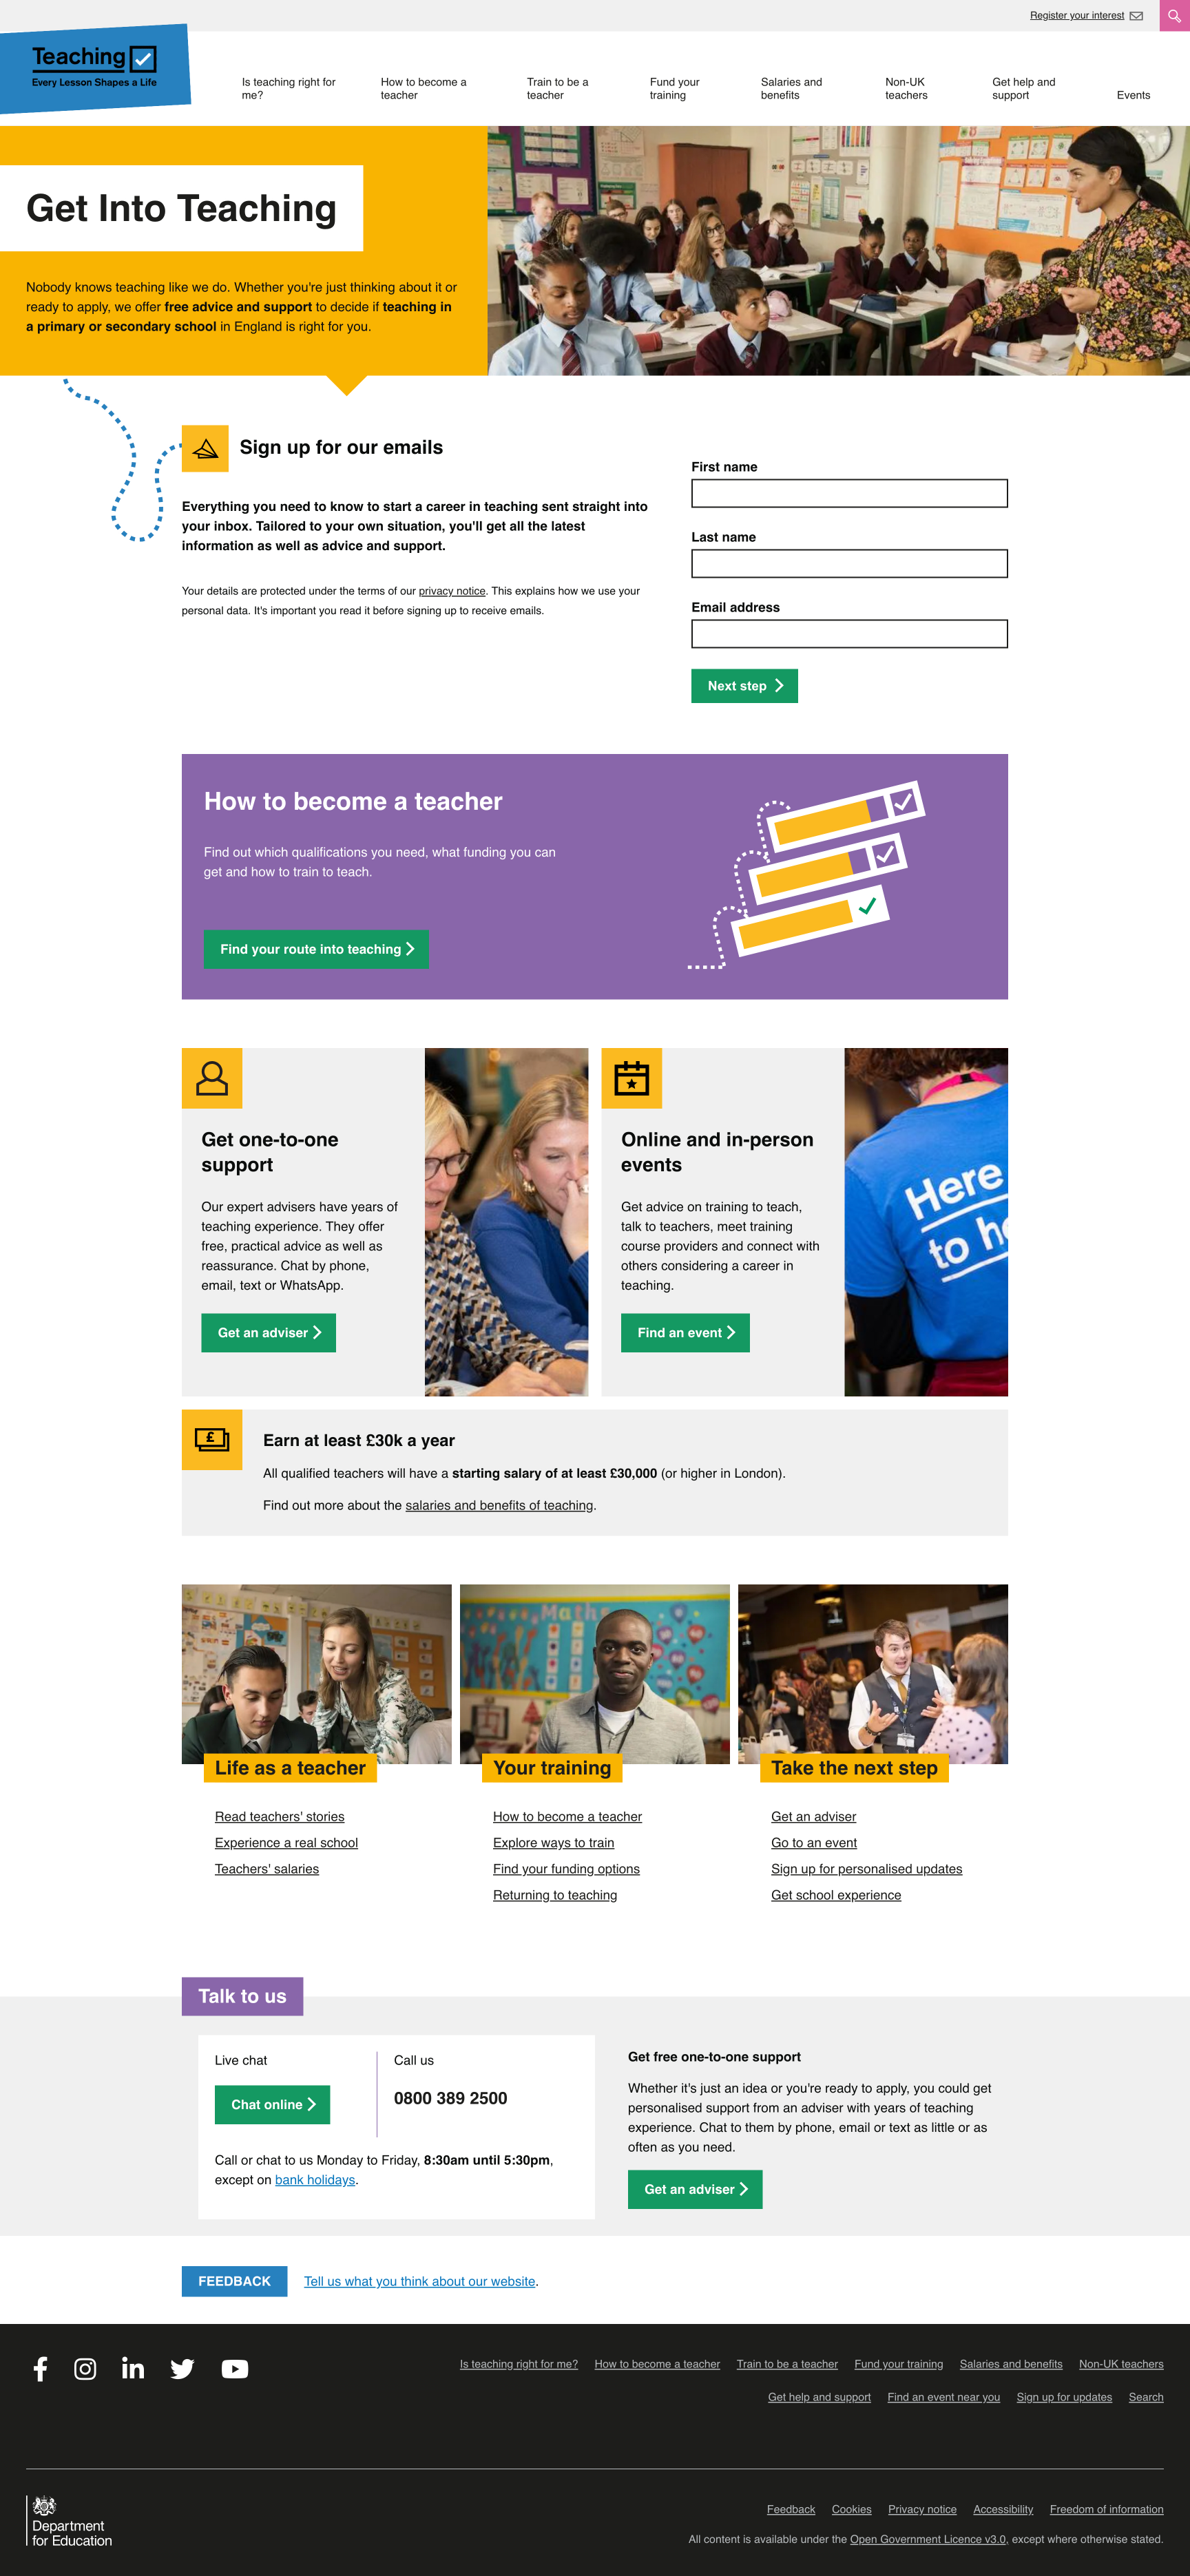 Register your interest
Teaching
Every Lesson Shapes a Life
Is teaching right for
me?
How to become a
teacher
Train to be a
teacher
Fund your
training
Salaries and
benefits
Non-UK
teachers
Get help and
support
Events
Get Into Teaching
Nobody knows teaching like we do. Whether you're just thinking about it or
ready to apply, we offer free advice and support to decide if teaching in
a primary or secondary school in England is right for you.
Sign up for our emails
Everything you need to know to start a career in teaching sent straight into
your inbox. Tailored to your own situation, you'll get all the latest
information as well as advice and support.
Your details are protected under the terms of our privacy notice. This explains how we use your
personal data. It's important you read it before signing up to receive emails.
First name
Last name
Email address
Next step
How to become a teacher
Find out which qualifications you need, what funding you can
get and how to train to teach.
Find your route into teaching
Get one-to-one
support
Our expert advisers have years of
teaching experience. They offer
free, practical advice as well as
reassurance. Chat by phone,
email, text or WhatsApp.
Get an adviser
Online and in-person
events
Get advice on training to teach,
talk to teachers, meet training
course providers and connect with
others considering a career in
teaching.
Find an event
Here
to he
£
Earn at least £30k a year
All qualified teachers will have a starting salary of at least £30,000 (or higher in London).
Find out more about the salaries and benefits of teaching.
Maths
Life as a teacher
Read teachers' stories
Experience a real school
Teachers' salaries
Your training
How to become a teacher
Explore ways to train
Find your funding options
Returning to teaching
Take the next step
Get an adviser
Go to an event
Sign up for personalised updates
Get school experience
Talk to us
Live chat
Chat online
Call us
0800 389 2500
Call or chat to us Monday to Friday, 8:30am until 5:30pm,
except on bank holidays.
Get free one-to-one support
Whether it's just an idea or you're ready to apply, you could get
personalised support from an adviser with years of teaching
experience. Chat to them by phone, email or text as little or as
often as you need.
Get an adviser
FEEDBACK
Tell us what you think about our website.
Is teaching right for me? How to become a teacher Train to be a teacher Fund your training Salaries and benefits Non-UK teachers
Get help and support Find an event near you Sign up for updates Search
Department
for Education
Feedback Cookies Privacy notice Accessibility Freedom of information
All content is available under the Open Government Licence v3.0, except where otherwise stated.